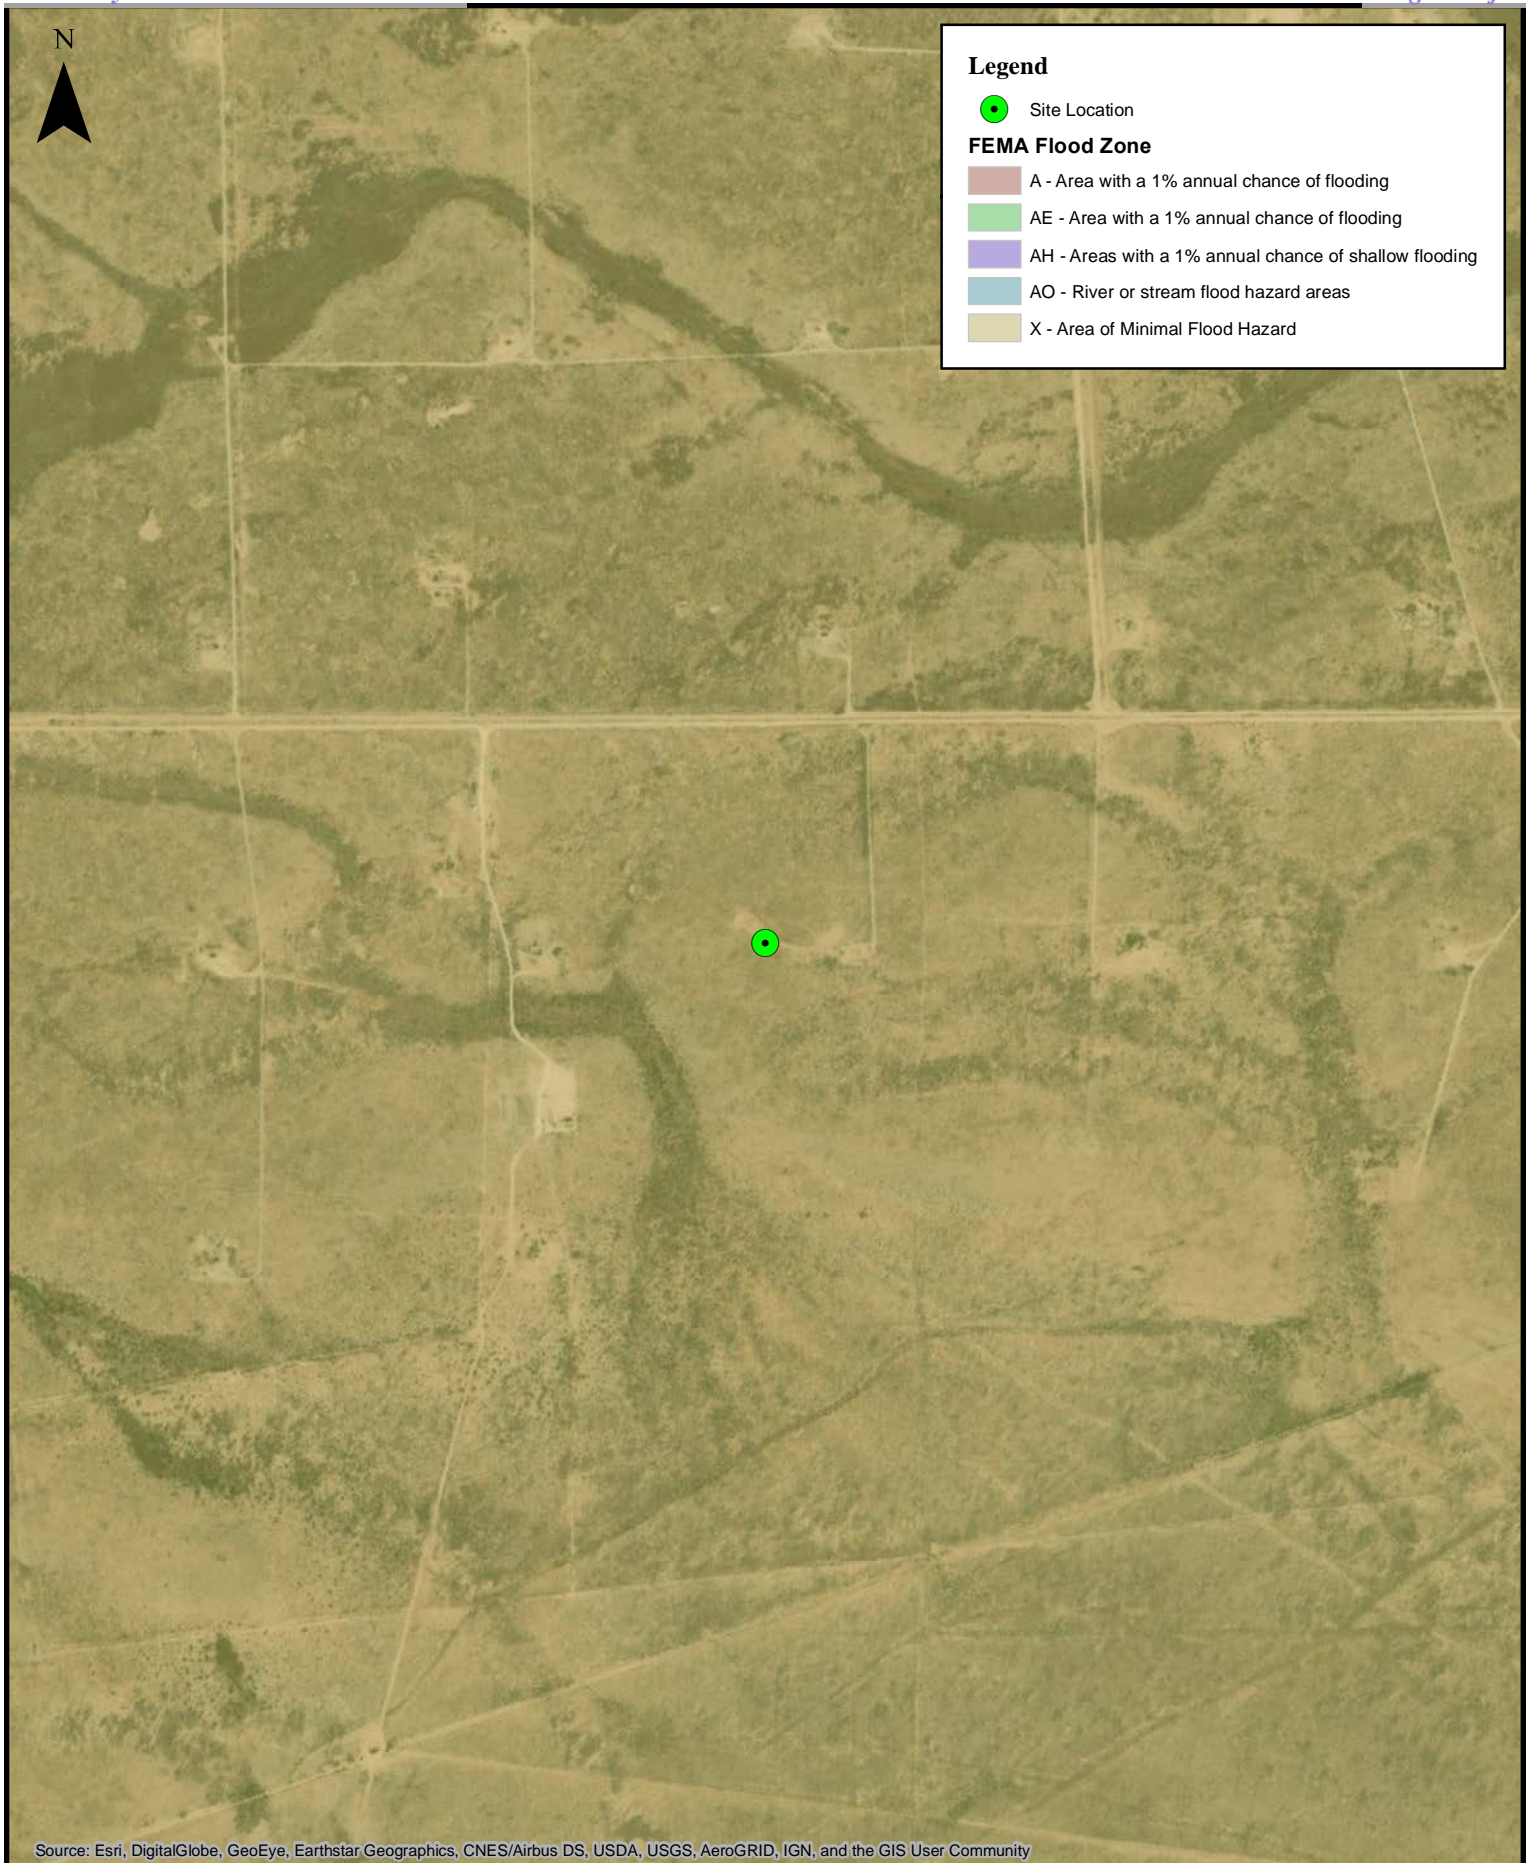 N
Legend
Site Location
FEMA Flood Zone
A - Area with a 1% annual chance of flooding
AE - Area with a 1% annual chance of flooding
AH - Areas with a 1% annual chance of shallow flooding
AO - River or stream flood hazard areas
X - Area of Minimal Flood Hazard
Source: Esri, DigitalGlobe, GeoEye, Earthstar Geographics, CNES/Airbus DS, USDA, USGS, AeroGRID, IGN, and the GIS User Community